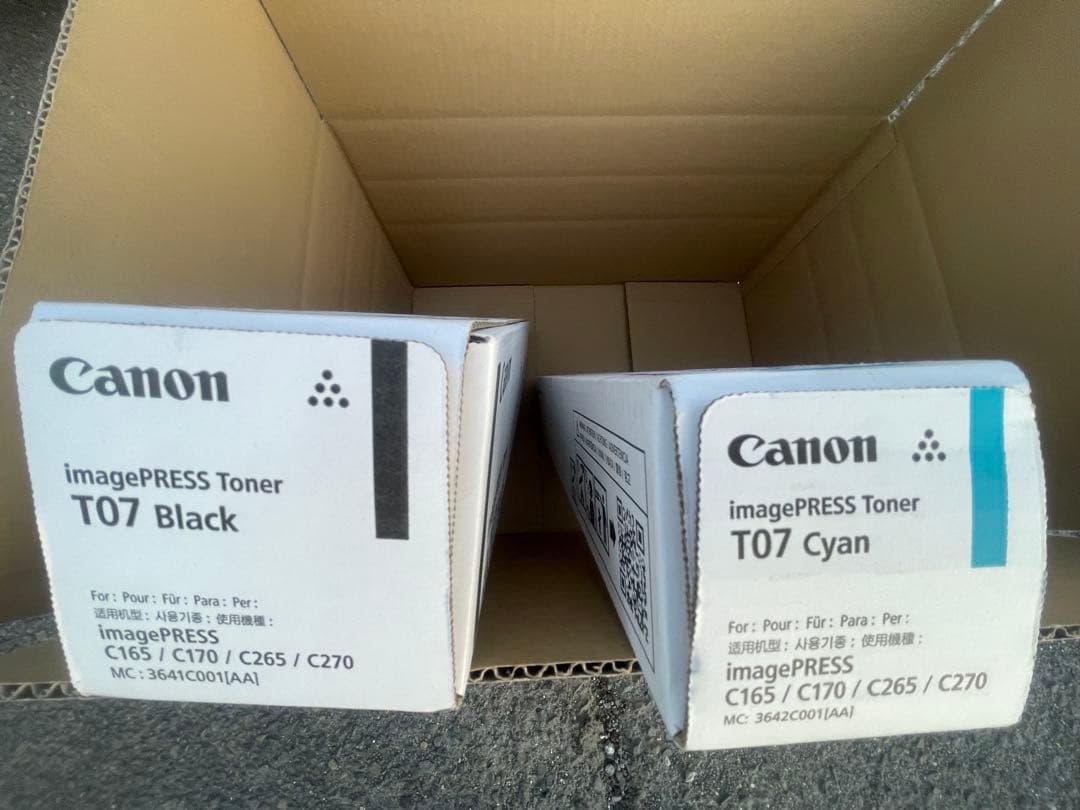 Canon
imagePRESS Toner
T07 Black
For : Pour : Für : Para : Per :
适用机型 : 사용기종 : 使用機種 :
imagePRESS
C165 / C170 / C265 / C270
MC : 3641C001[AA]
Canon
Canon
imagePRESS Toner
T07 Cyan
For : Pour : Für : Para : Per :
适用机型 : 사용기종 : 使用機種 :
imagePRESS
C165 / C170 / C265 / C270
MC: 3642C001[AA]